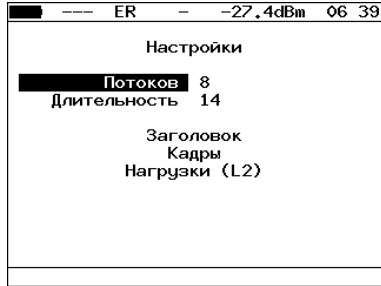 --- ER - -27.4dBm 06 39
Настройки
Потоков 8
Длительность 14
Заголовок
Кадры
Нагрузки (L2)